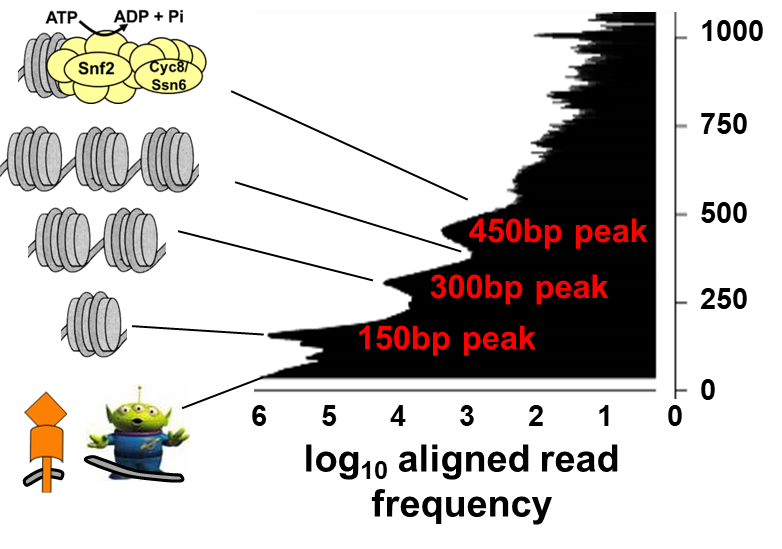 ATP ADP + Pi
Snf2
Cyc8/
Ssn6
1000
750
500
450bp peak
300bp peak
250
150bp peak
0
6 5 4 3 2 1 0
log10 aligned read
frequency